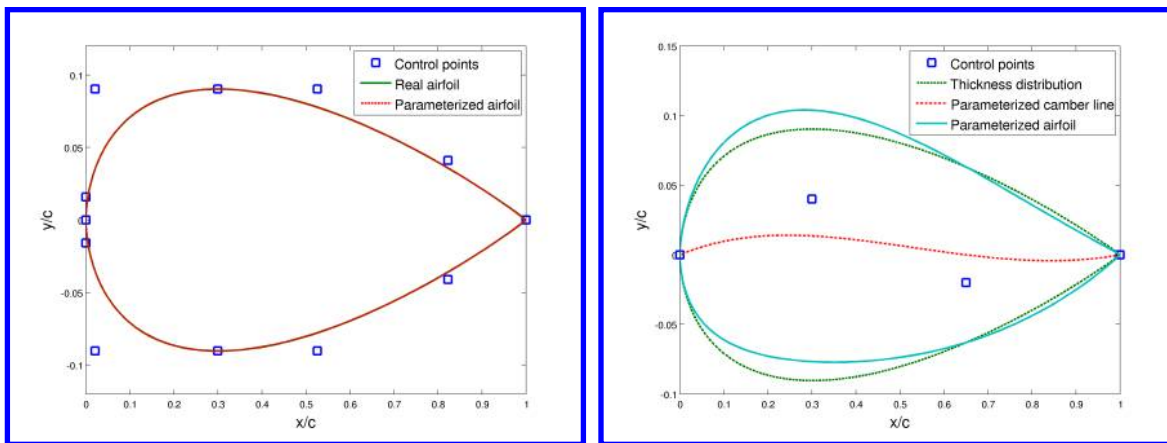 0.1
0.05
0
-0.05
-0.1
y/c
0 0.1 0.2 0.3 0.4 0.5 0.6 0.7 0.8 0.9 1
x/c
Control points
Real airfoil
Parameterized airfoil
0.15
0.1
0.05
0
-0.05
-0.1
y/c
0 0.1 0.2 0.3 0.4 0.5 0.6 0.7 0.8 0.9 1
x/c
Control points
Thickness distribution
Parameterized camber line
Parameterized airfoil